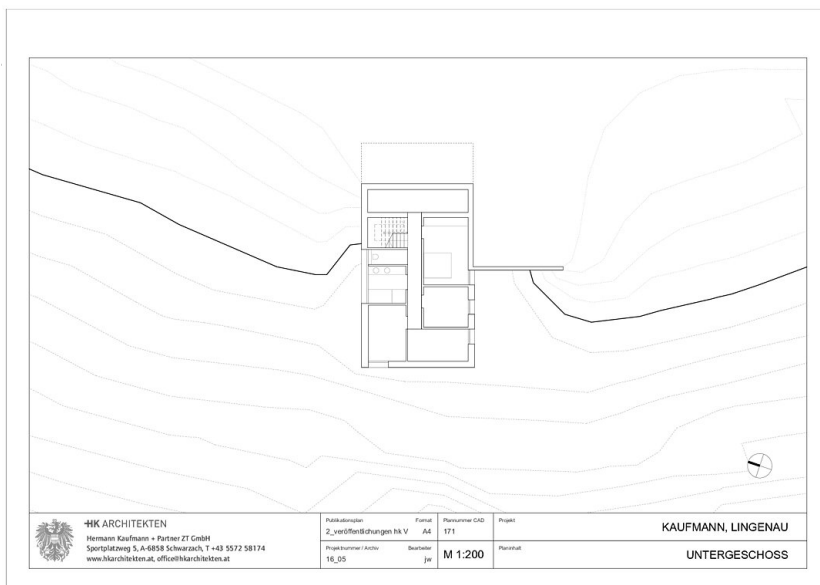 HK ARCHITEKTEN
Hermann Kaufmann + Partner ZT GmbH
Sportplatzweg 5, A-6858 Schwarzach, T +43 5572 58174
www.hkarchitekten.at, office@hkarchitekten.at
Publikationsplan Format
2_veröffentlichungen hk V A4
Projektnummer / Archiv Bearbeiter
16_05 jw
Plannummer CAD
171
M 1:200
Projekt
KAUFMANN, LINGENAU
Planinhalt
UNTERGESCHOSS